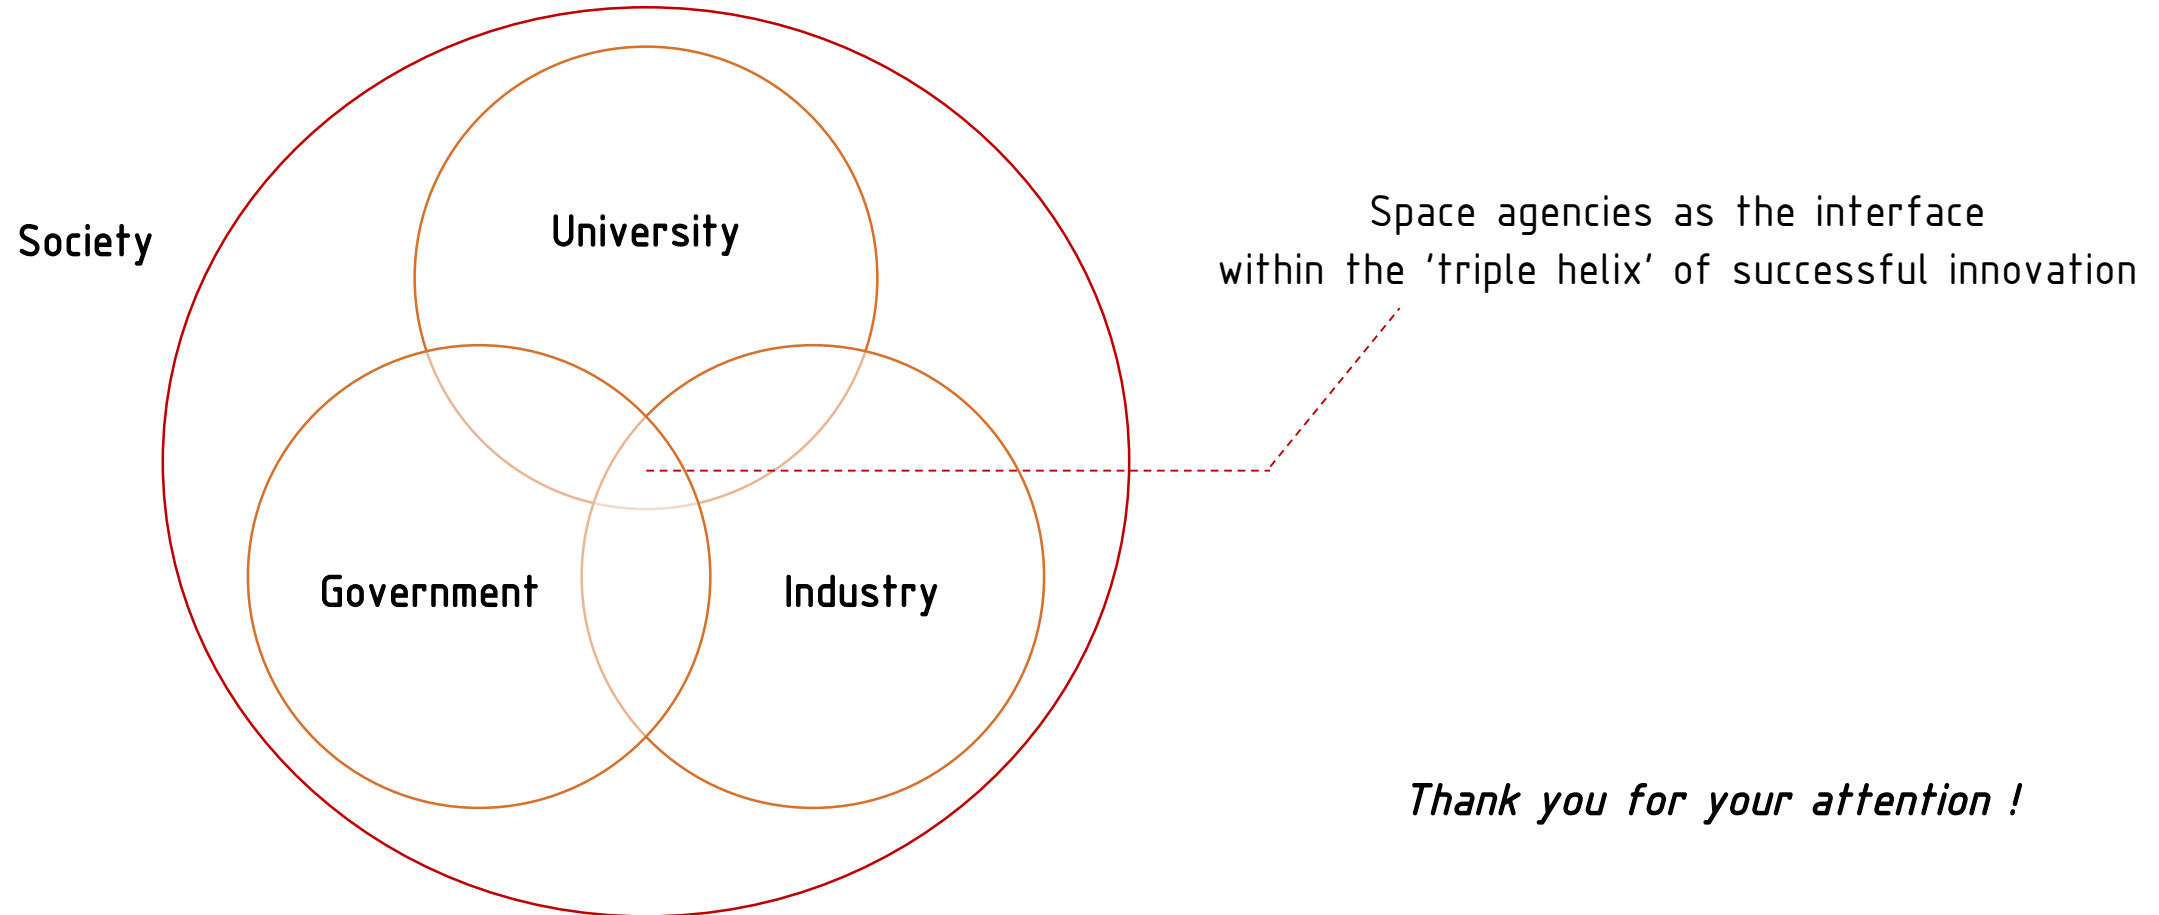 Society
University
Space agencies as the interface
within the 'triple helix' of successful innovation
Government
Industry
Thank you for your attention !